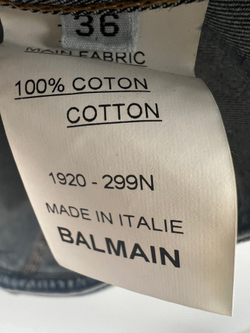 36
MAIN FABRIC
100% COTON
COTTON
1920 - 299N
MADE IN ITALIE
BALMAIN